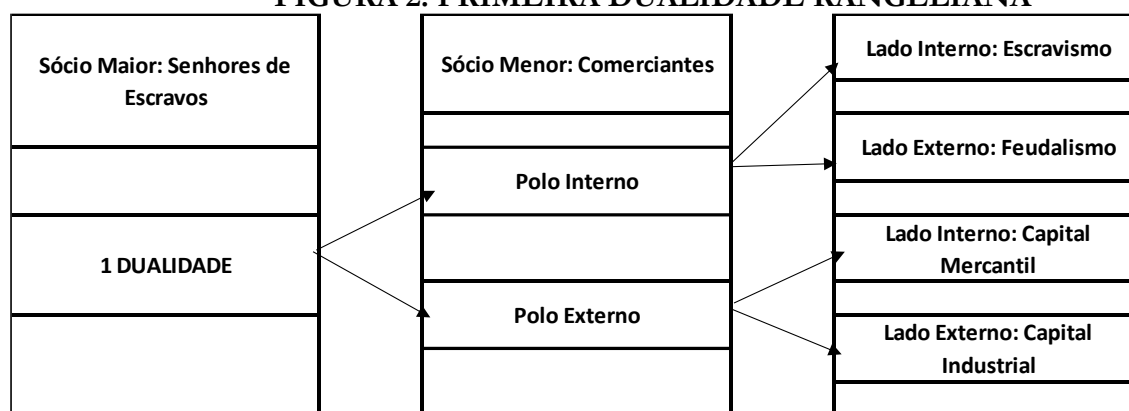 FIGURA 2: PRIMEIRA DUALIDADE RANGELIANA
Sócio Maior: Senhores de
Escravos
1 DUALIDADE
Sócio Menor: Comerciantes
Polo Interno
Polo Externo
Lado Interno: Escravismo
Lado Externo: Feudalismo
Lado Interno: Capital
Mercantil
Lado Externo: Capital
Industrial